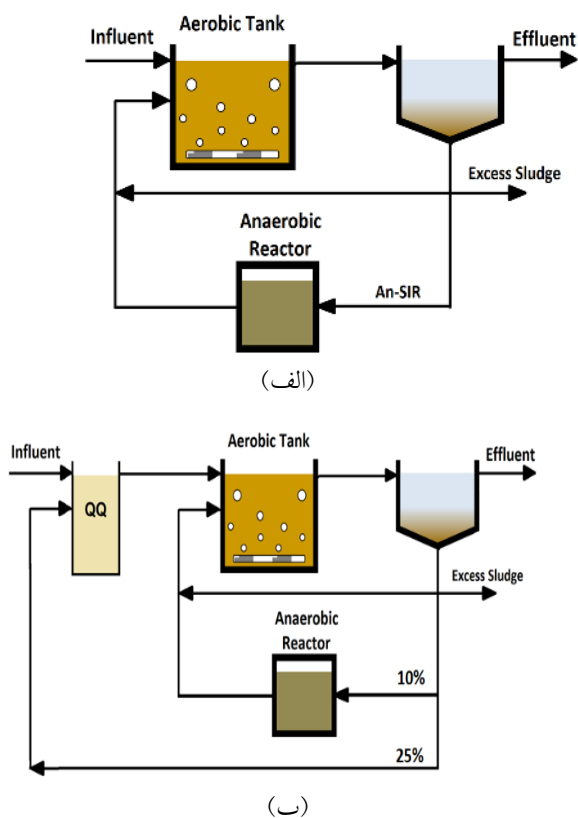 Aerobic Tank
Influent
Effluent
Excess Sludge
Anaerobic
Reactor
An-SIR
(الف)
Influent
Aerobic Tank
Effluent
QQ
Excess Sludge
Anaerobic
Reactor
10%
25%
(ب)